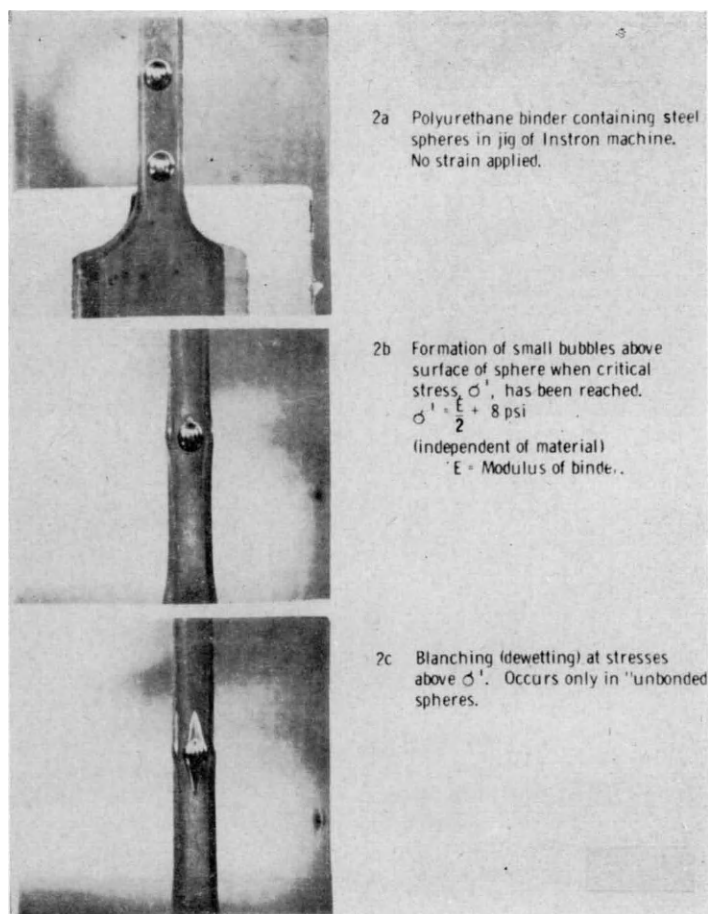 2a Polyurethane binder containing steel
spheres in jig of Instron machine.
No strain applied.
2b Formation of small bubbles above
surface of sphere when critical
stress, σ', has been reached.
σ' = E/2 + 8 psi
(independent of material)
E = Modulus of binde..
2c Blanching (dewetting) at stresses
above σ'. Occurs only in "unbonded
spheres.